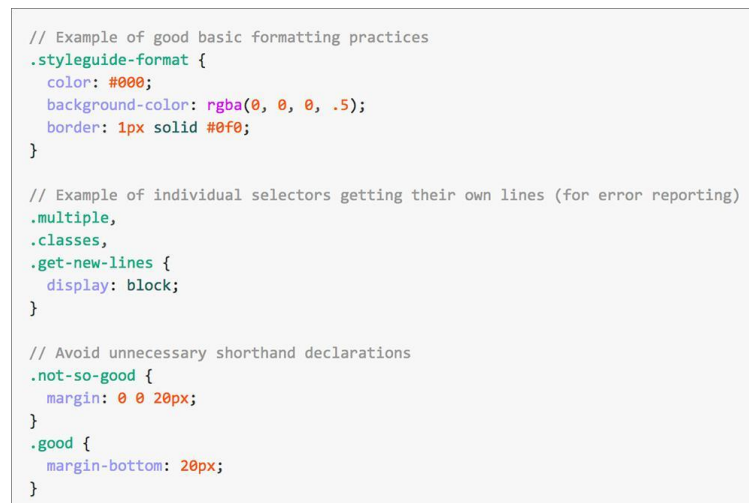 // Example of good basic formatting practices
.styleguide-format {
  color: #000;
  background-color: rgba(0, 0, 0, .5);
  border: 1px solid #0f0;
}

// Example of individual selectors getting their own lines (for error reporting)
.multiple,
.classes,
.get-new-lines {
  display: block;
}

// Avoid unnecessary shorthand declarations
.not-so-good {
  margin: 0 0 20px;
}
.good {
  margin-bottom: 20px;
}